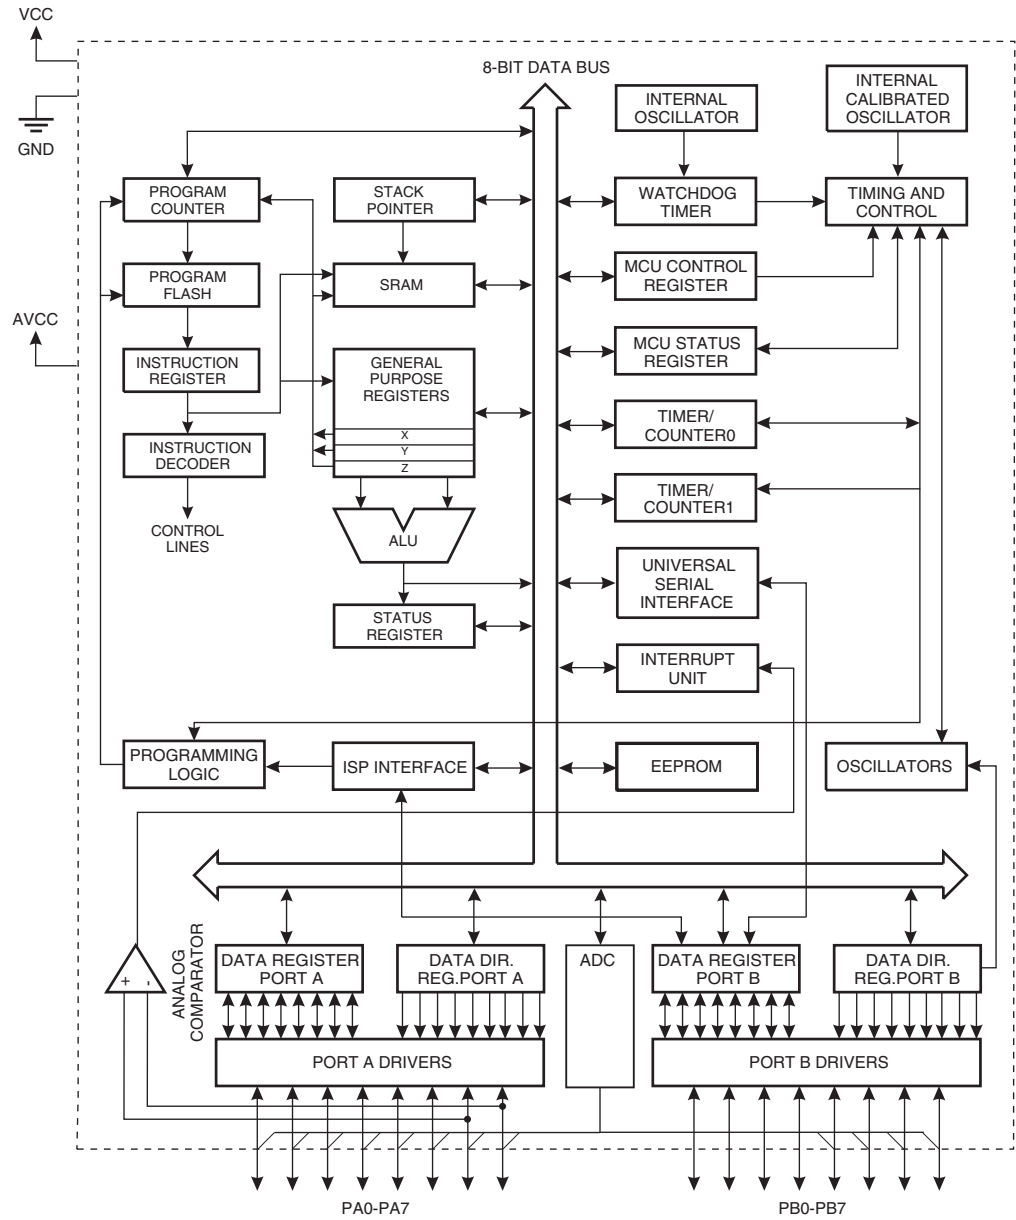 VCC
GND
AVCC
8-BIT DATA BUS
INTERNAL
OSCILLATOR
INTERNAL
CALIBRATED
OSCILLATOR
PROGRAM
COUNTER
STACK
POINTER
WATCHDOG
TIMER
TIMING AND
CONTROL
PROGRAM
FLASH
SRAM
MCU CONTROL
REGISTER
INSTRUCTION
REGISTER
GENERAL
PURPOSE
REGISTERS
X
Y
Z
MCU STATUS
REGISTER
INSTRUCTION
DECODER
TIMER/
COUNTER0
CONTROL
LINES
ALU
TIMER/
COUNTER1
STATUS
REGISTER
UNIVERSAL
SERIAL
INTERFACE
INTERRUPT
UNIT
PROGRAMMING
LOGIC
ISP INTERFACE
EEPROM
OSCILLATORS
+
-
ANALOG
COMPARATOR
DATA REGISTER
PORT A
DATA DIR.
REG.PORT A
ADC
DATA REGISTER
PORT B
DATA DIR.
REG.PORT B
PORT A DRIVERS
PORT B DRIVERS
PA0-PA7
PB0-PB7